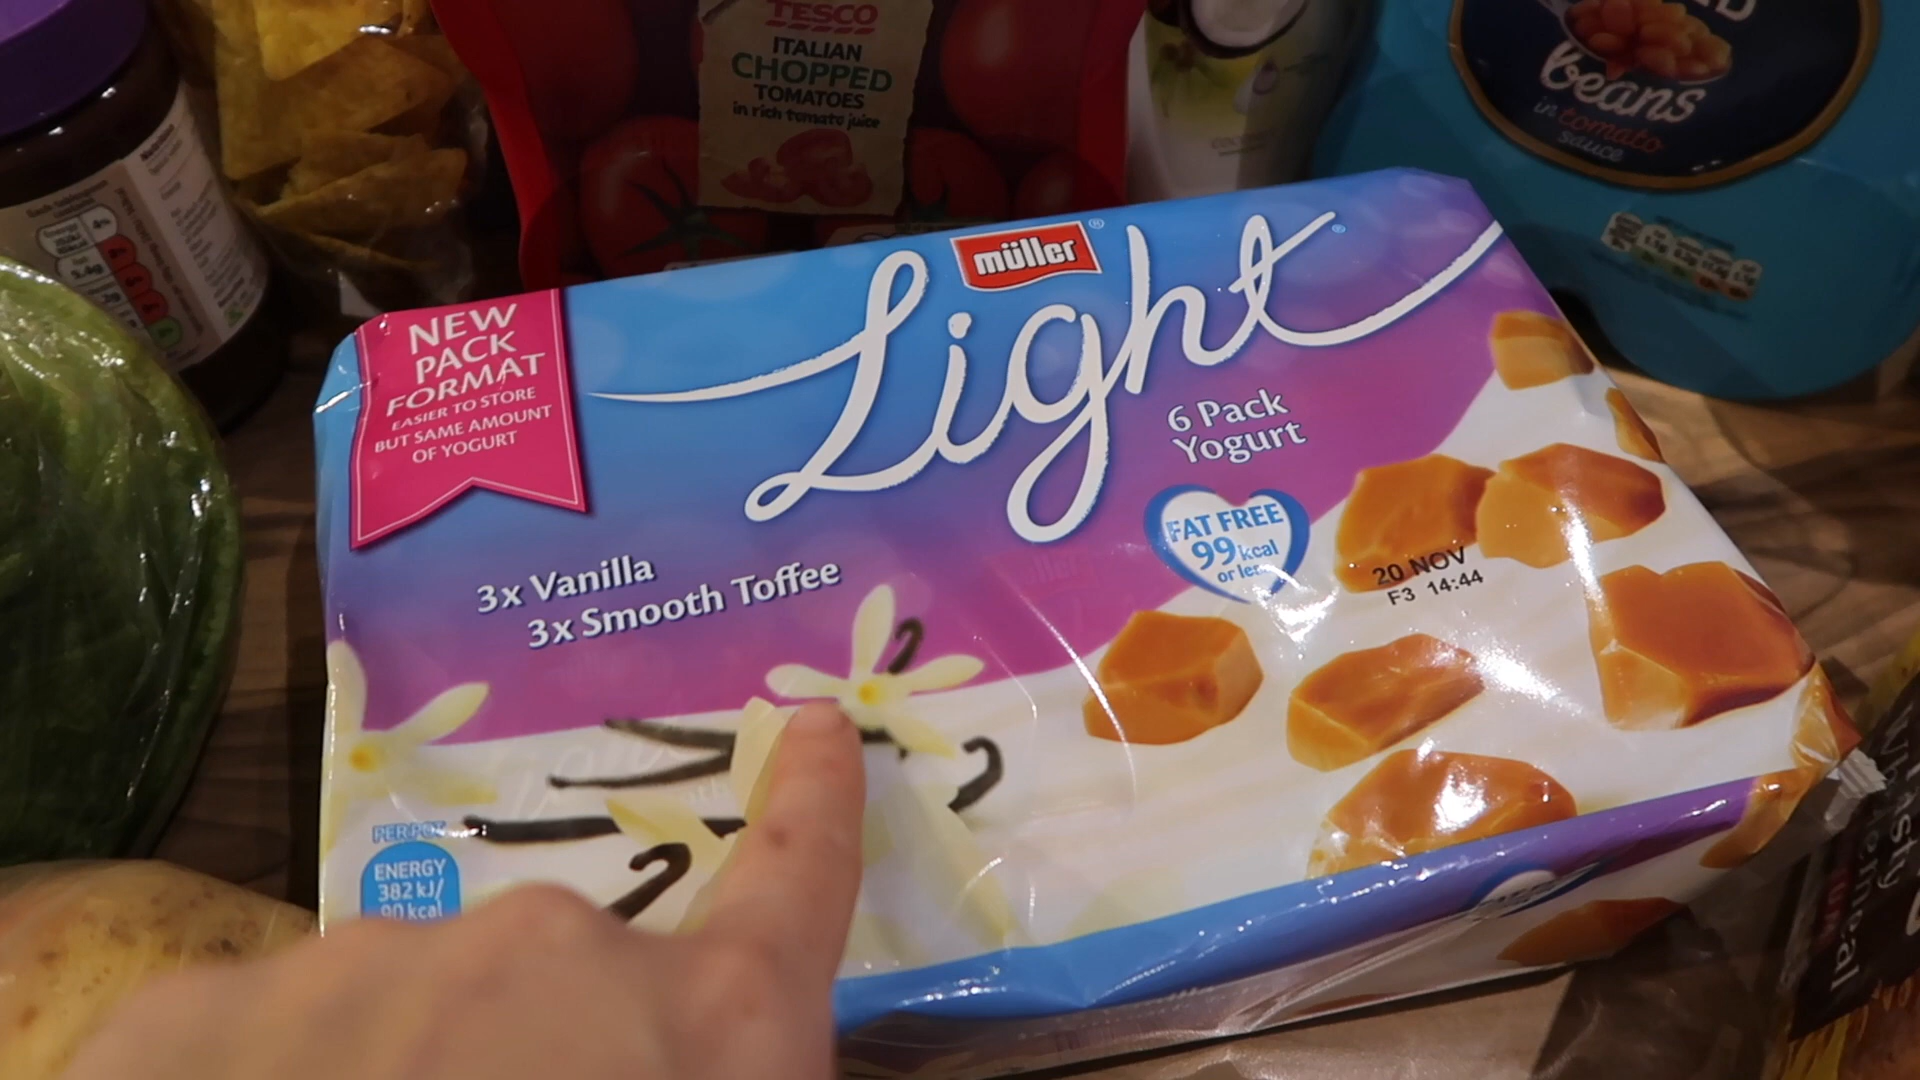 TESCO
ITALIAN
CHOPPED
TOMATOES
in rich tomato juice
beans
in tomato
sauce
müller
Light
NEW
PACK
FORMAT
EASIER TO STORE
BUT SAME AMOUNT
OF YOGURT
6 Pack
Yogurt
FAT FREE
99 kcal
or less
20 NOV
F3 14:44
3x Vanilla
3x Smooth Toffee
PER POT
ENERGY
382 kJ/
90 kcal